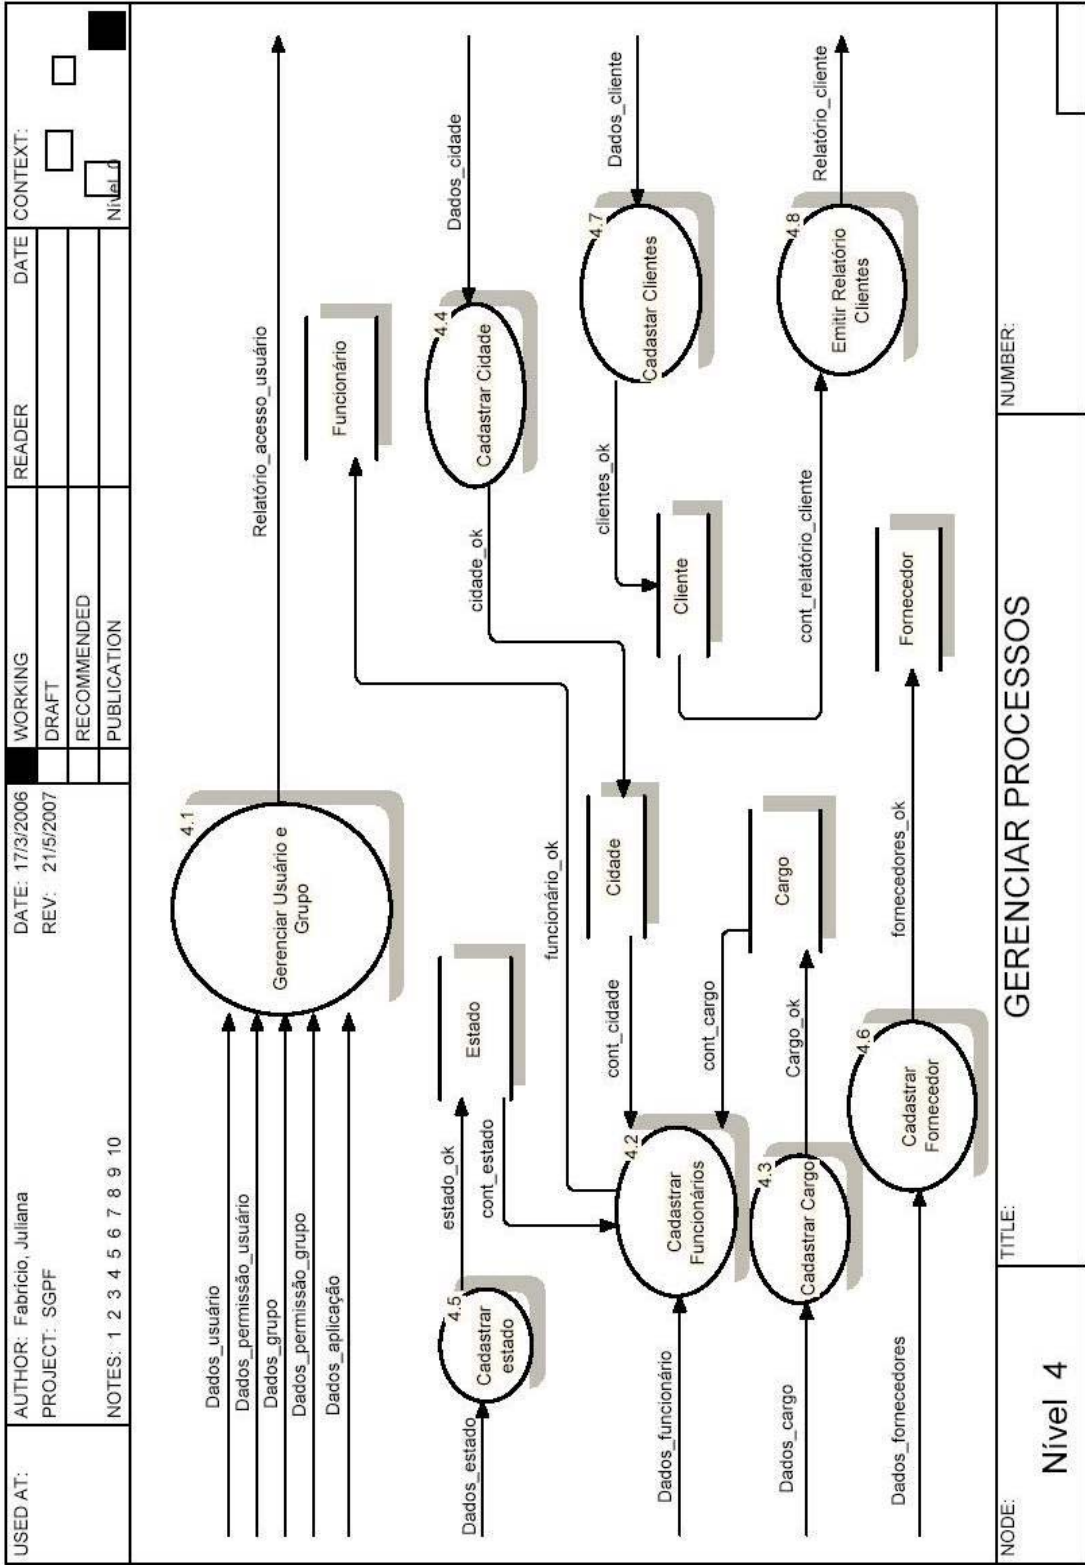 USED AT:
AUTHOR: Fabrício, Juliana
DATE: 17/3/2006
WORKING
READER
DATE
CONTEXT:
PROJECT: SGPF
REV: 21/5/2007
DRAFT
RECOMMENDED
NOTES: 1 2 3 4 5 6 7 8 9 10
PUBLICATION
Nível 0
Dados_usuário
Dados_permissão_usuário
Dados_grupo
Dados_permissão_grupo
Dados_aplicação
4.1
Gerenciar Usuário e
Grupo
Relatório_acesso_usuário
Funcionário
Dados_estado
4.5
Cadastrar
estado
estado_ok
cont_estado
Estado
funcionário_ok
cidade_ok
4.4
Cadastrar Cidade
Dados_cidade
Dados_funcionário
4.2
Cadastrar
Funcionários
cont_cidade
Cidade
clientes_ok
4.7
Cadastar Clientes
Dados_cliente
Cliente
cont_cargo
Dados_cargo
4.3
Cadastrar Cargo
Cargo_ok
Cargo
cont_relatório_cliente
4.8
Emitir Relatório
Clientes
Relatório_cliente
Dados_fornecedores
4.6
Cadastrar
Fornecedor
fornecedores_ok
Fornecedor
NODE:
TITLE:
NUMBER:
Nível 4
GERENCIAR PROCESSOS